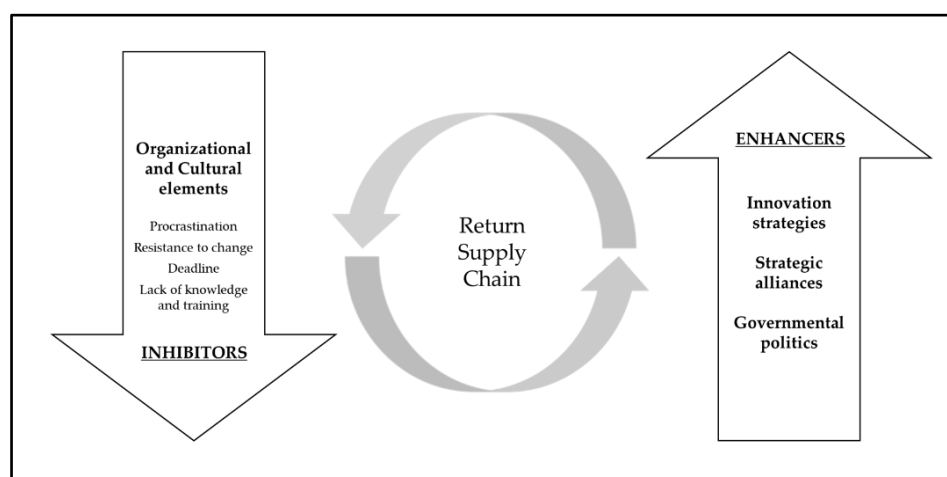 Organizational
and Cultural
elements
Procrastination
Resistance to change
Deadline
Lack of knowledge
and training
INHIBITORS
Return
Supply
Chain
ENHANCERS
Innovation
strategies
Strategic
alliances
Governmental
politics